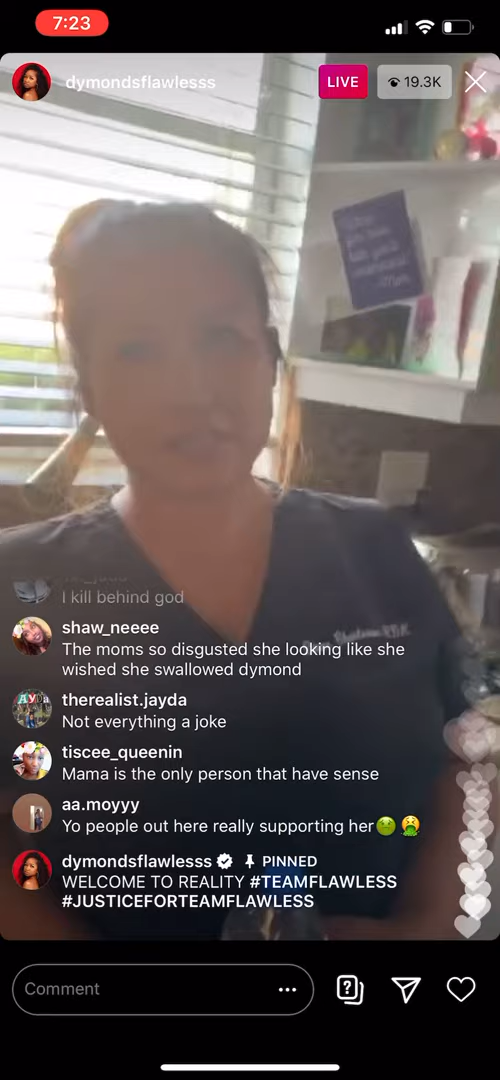 7:23
dymondsflawlesss
LIVE
19.3K
I kill behind god
shaw_neeee
The moms so disgusted she looking like she
wished she swallowed dymond
therealist.jayda
Not everything a joke
tiscee_queenin
Mama is the only person that have sense
aa.moyyy
Yo people out here really supporting her🤢🤮
dymondsflawlesss PINNED
WELCOME TO REALITY #TEAMFLAWLESS
#JUSTICEFORTEAMFLAWLESS
Comment